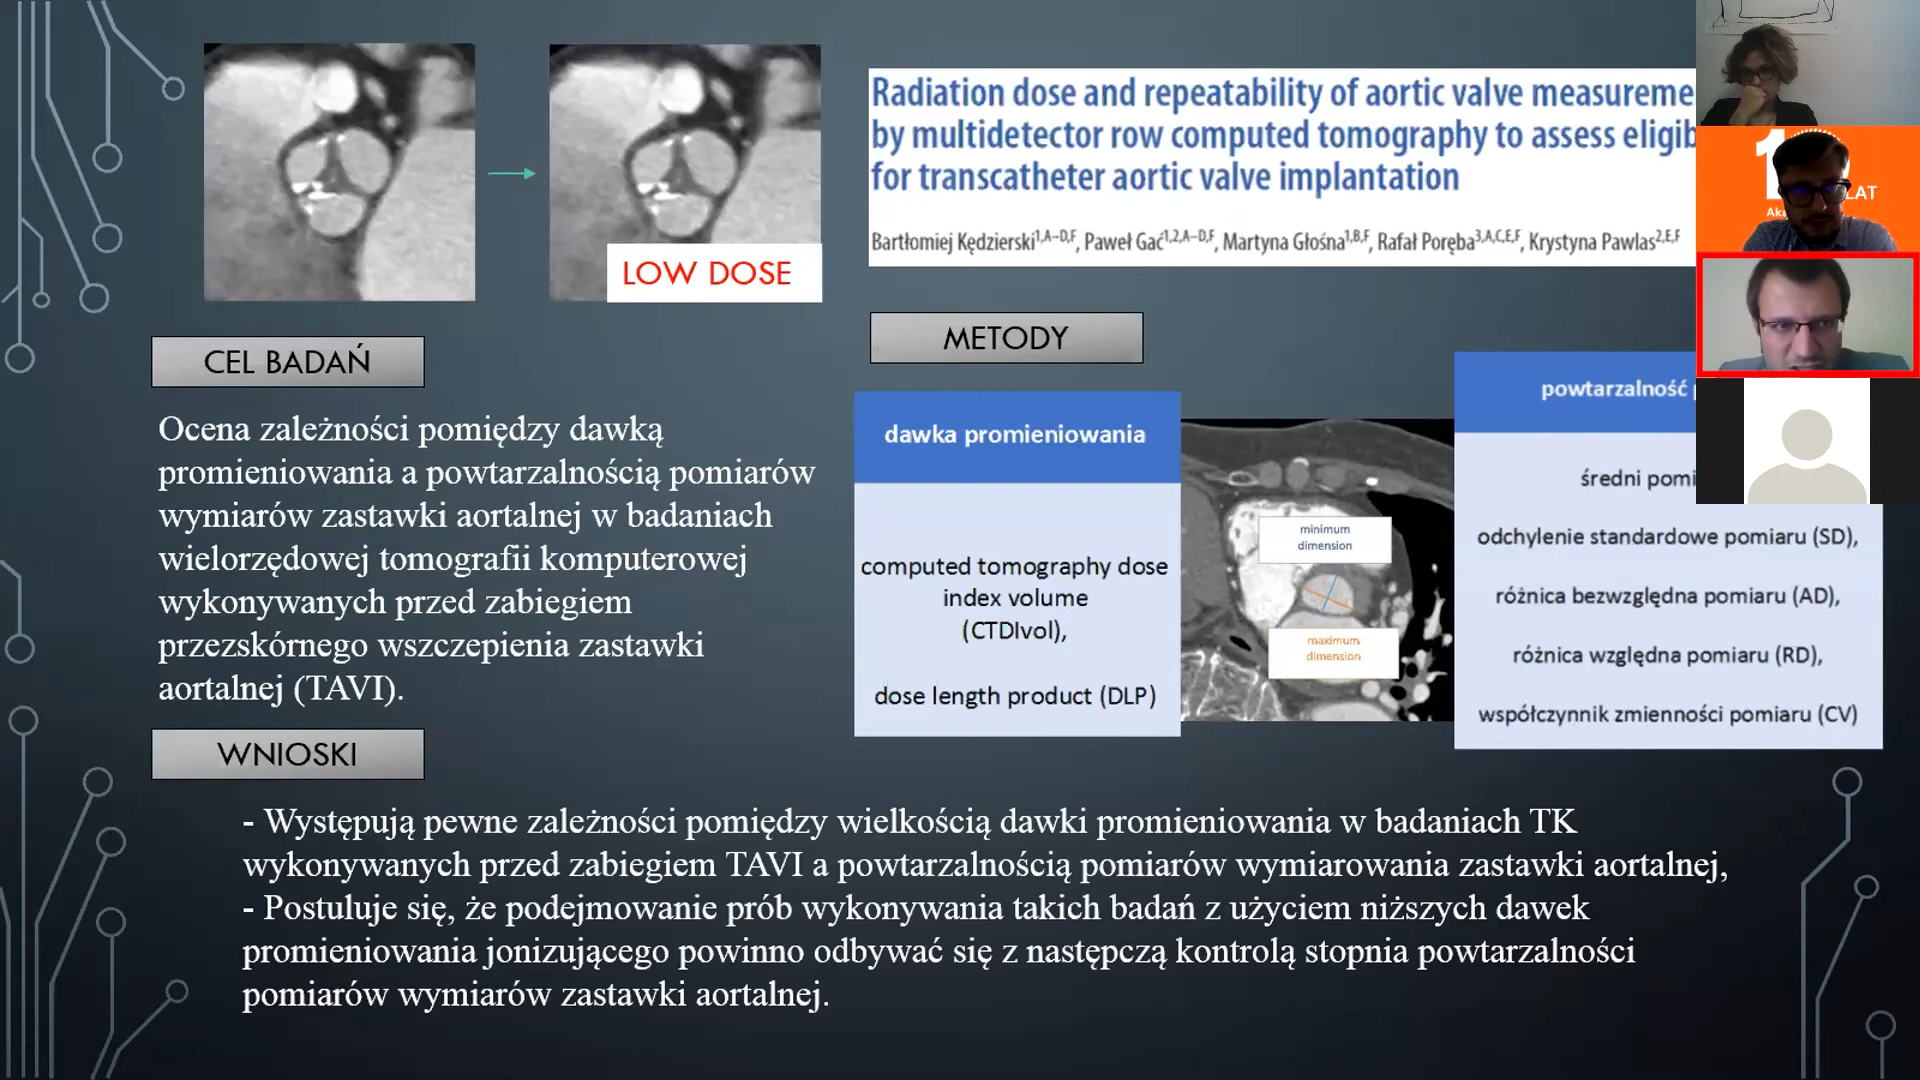 LOW DOSE
CEL BADAŃ
Ocena zależności pomiędzy dawką
promieniowania a powtarzalnością pomiarów
wymiarów zastawki aortalnej w badaniach
wielorzędowej tomografii komputerowej
wykonywanych przed zabiegiem
przezskórnego wszczepienia zastawki
aortalnej (TAVI).
Radiation dose and repeatability of aortic valve measureme
by multidetector row computed tomography to assess eligib
for transcatheter aortic valve implantation
Bartłomiej Kędzierski1,A–D,F, Paweł Gać1,2,A–D,F, Martyna Głośna1,B,F, Rafał Poręba3,A,C,E,F, Krystyna Pawlas2,E,F
METODY
dawka promieniowania
computed tomography dose
index volume
(CTDIvol),
dose length product (DLP)
minimum
dimension
maximum
dimension
powtarzalność
średni pomi
odchylenie standardowe pomiaru (SD),
różnica bezwzględna pomiaru (AD),
różnica względna pomiaru (RD),
współczynnik zmienności pomiaru (CV)
WNIOSKI
- Występują pewne zależności pomiędzy wielkością dawki promieniowania w badaniach TK
wykonywanych przed zabiegiem TAVI a powtarzalnością pomiarów wymiarowania zastawki aortalnej,
- Postuluje się, że podejmowanie prób wykonywania takich badań z użyciem niższych dawek
promieniowania jonizującego powinno odbywać się z następczą kontrolą stopnia powtarzalności
pomiarów wymiarów zastawki aortalnej.
LAT